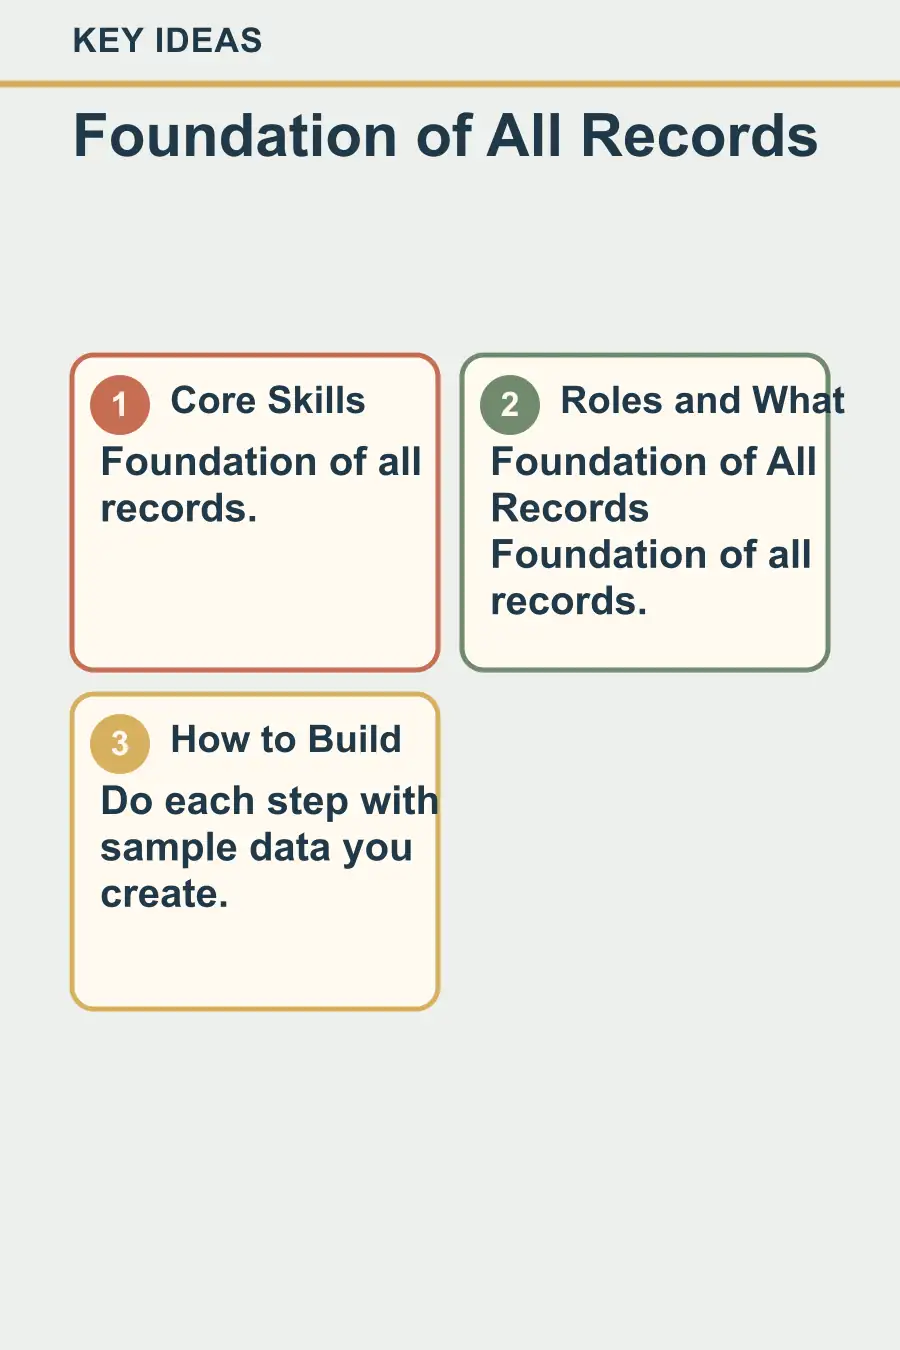 KEY IDEAS
Foundation of All Records
1 Core Skills
Foundation of all
records.
2 Roles and What
Foundation of All
Records
Foundation of all
records.
3 How to Build
Do each step with
sample data you
create.